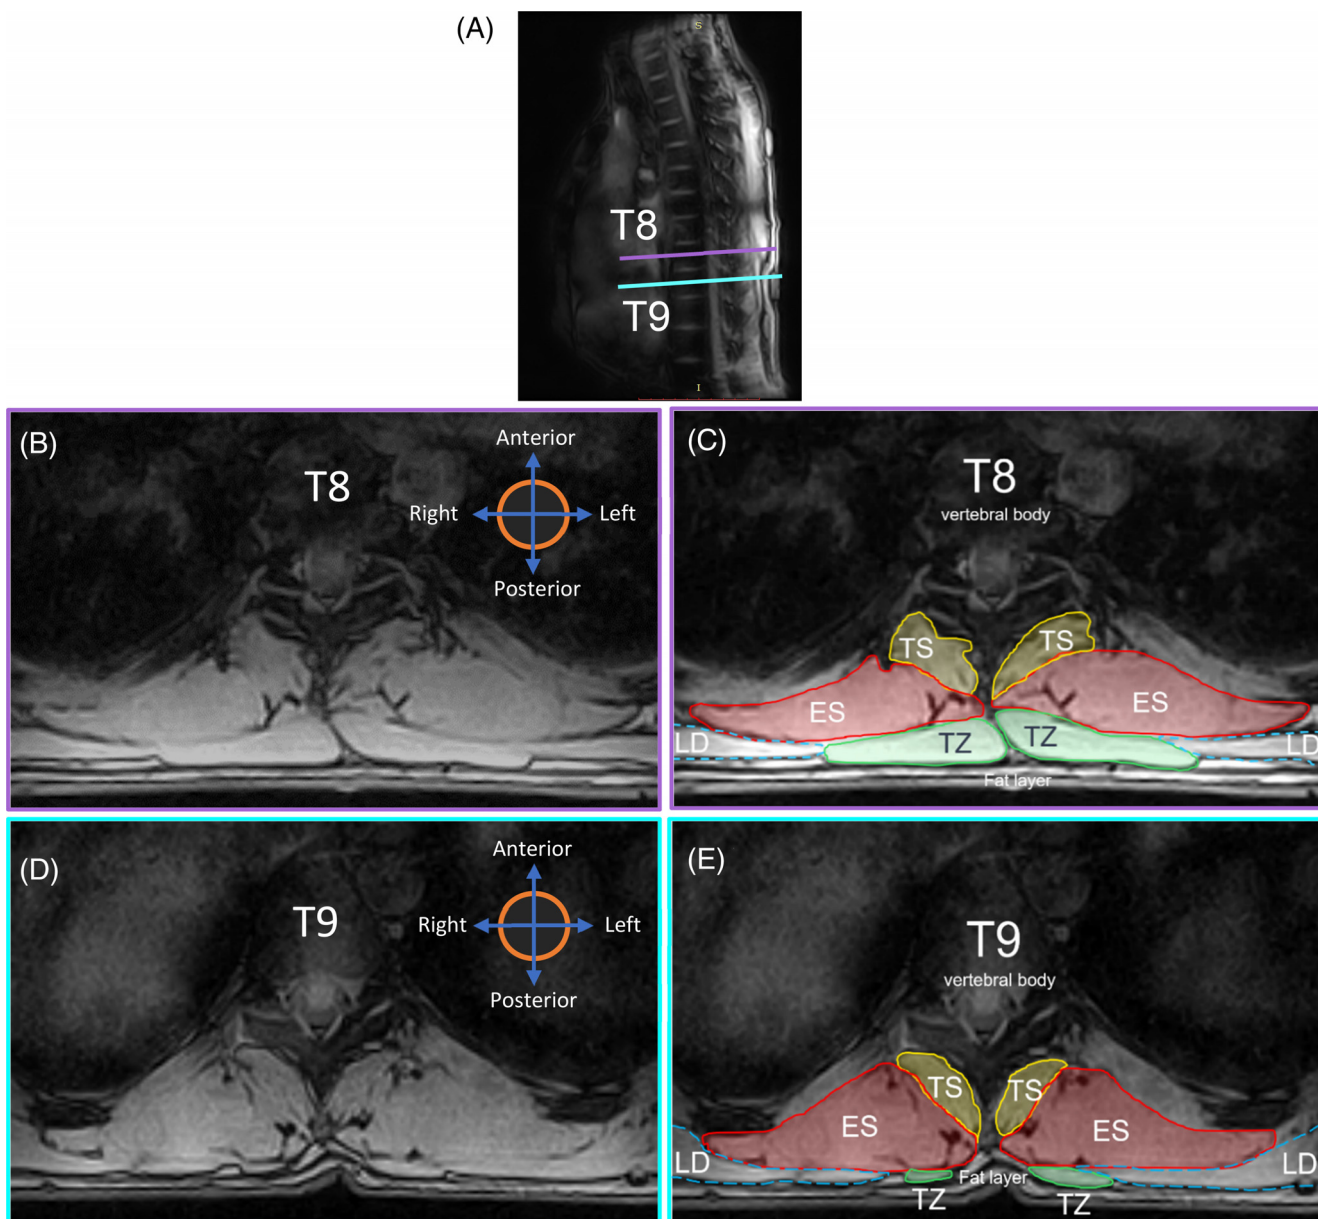 (A)
S
T8
T9
I
(B)
T8
Anterior
Right
Left
Posterior
(C)
T8
vertebral body
TS
TS
ES
ES
LD
TZ
TZ
LD
Fat layer
(D)
T9
Anterior
Right
Left
Posterior
(E)
T9
vertebral body
TS
TS
ES
ES
LD
LD
Fat layer
TZ
TZ